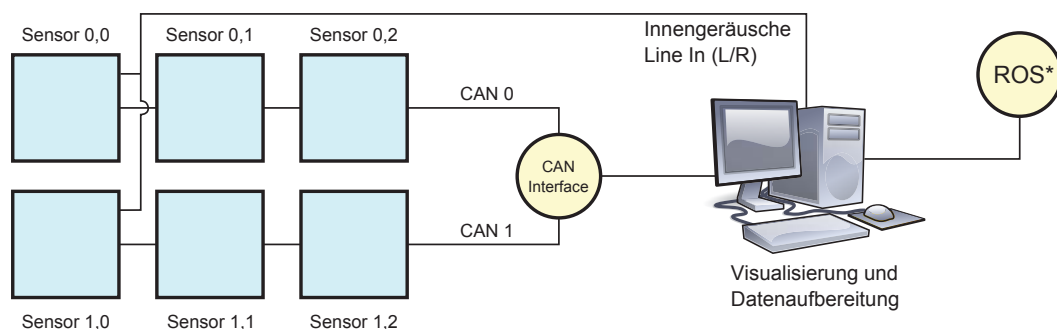 Sensor 0,0
Sensor 0,1
Sensor 0,2
Innengeräusche
Line In (L/R)
ROS*
CAN 0
CAN
Interface
CAN 1
Visualisierung und
Datenaufbereitung
Sensor 1,0
Sensor 1,1
Sensor 1,2